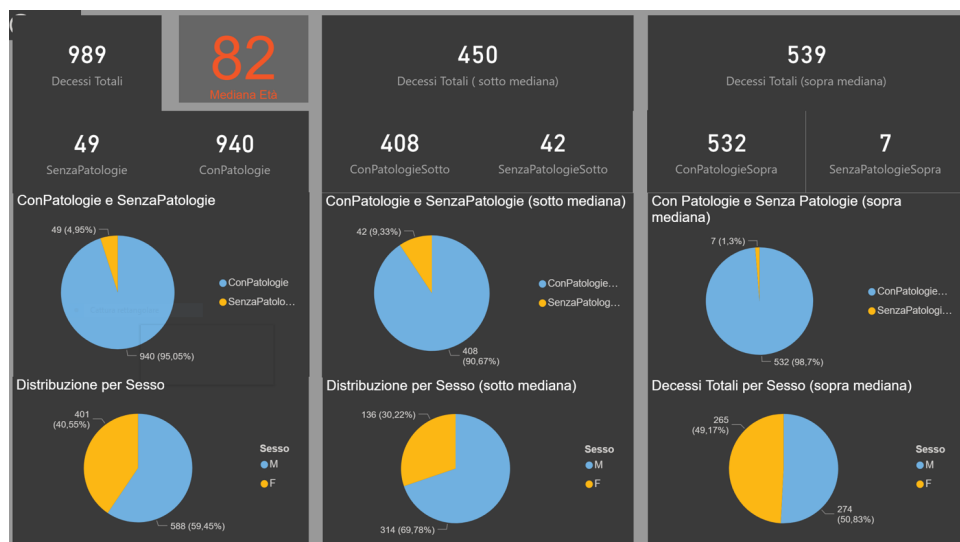 989
Decessi Totali
82
Mediana Età
450
Decessi Totali ( sotto mediana)
539
Decessi Totali (sopra mediana)
49
SenzaPatologie
940
ConPatologie
408
ConPatologieSotto
42
SenzaPatologieSotto
532
ConPatologieSopra
7
SenzaPatologieSopra
ConPatologie e SenzaPatologie
49 (4,95%)
ConPatologie
SenzaPatolo...
940 (95,05%)
ConPatologie e SenzaPatologie (sotto mediana)
42 (9,33%)
ConPatologie...
SenzaPatolog...
408
(90,67%)
Con Patologie e Senza Patologie (sopra
mediana)
7 (1,3%)
ConPatologie...
SenzaPatologi...
532 (98,7%)
Distribuzione per Sesso
401
(40,55%)
Sesso
M
F
588 (59,45%)
Distribuzione per Sesso (sotto mediana)
136 (30,22%)
Sesso
M
F
314 (69,78%)
Decessi Totali per Sesso (sopra mediana)
265
(49,17%)
Sesso
M
F
274
(50,83%)